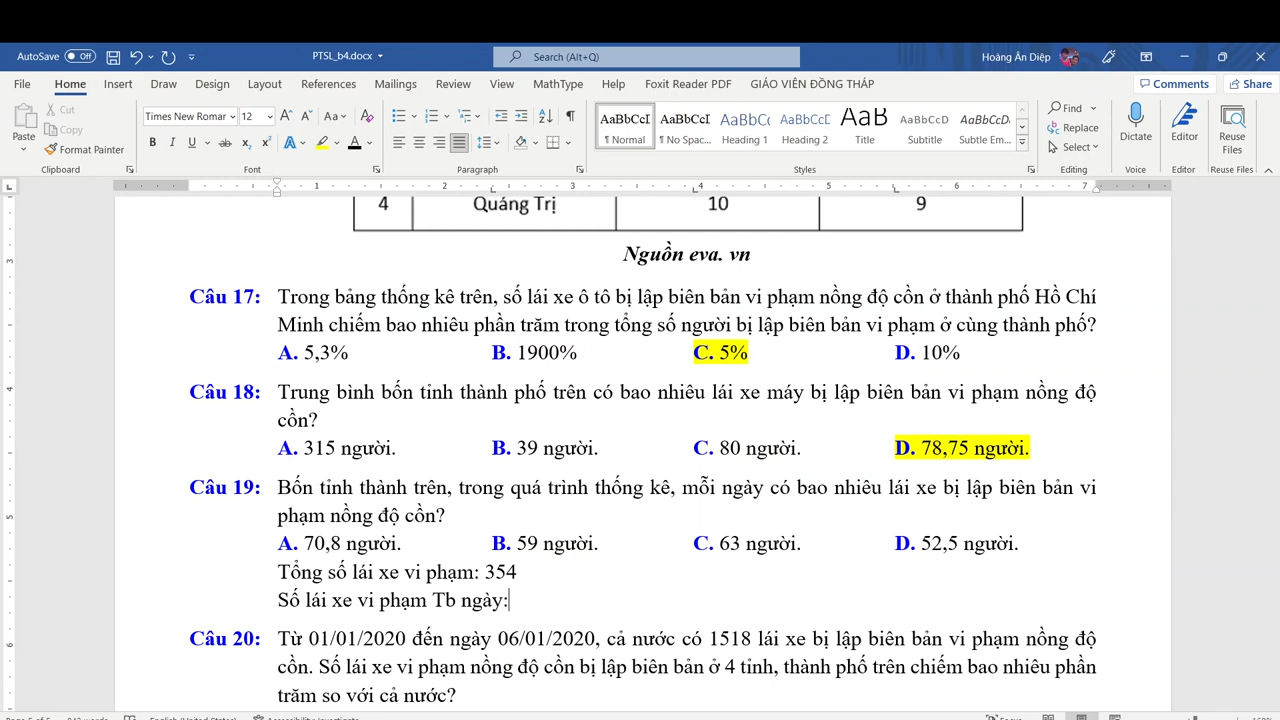 AutoSave Off PTSL_b4.docx Search (Alt+Q) Hoàng Ân Diệp
File Home Insert Draw Design Layout References Mailings Review View MathType Help Foxit Reader PDF GIÁO VIÊN ĐỒNG THÁP Comments Share
Paste Cut Copy Format Painter
Times New Romar 12
AaBbCcI AaBbCcI AaBbC( AaBbCcE AaB AaBbCcD AaBbCcD
¶ Normal ¶ No Spac... Heading 1 Heading 2 Title Subtitle Subtle Em...
Find Replace Select
Dictate Editor Reuse Files
Clipboard Font Paragraph Styles Editing Voice Editor Reuse Files
2 1 1 2 3 4 5 6 7
4 Quảng Trị 10 9
Nguồn eva. vn
Câu 17: Trong bảng thống kê trên, số lái xe ô tô bị lập biên bản vi phạm nồng độ cồn ở thành phố Hồ Chí
Minh chiếm bao nhiêu phần trăm trong tổng số người bị lập biên bản vi phạm ở cùng thành phố?
A. 5,3% B. 1900% C. 5% D. 10%
Câu 18: Trung bình bốn tỉnh thành phố trên có bao nhiêu lái xe máy bị lập biên bản vi phạm nồng độ
cồn?
A. 315 người. B. 39 người. C. 80 người. D. 78,75 người.
Câu 19: Bốn tỉnh thành trên, trong quá trình thống kê, mỗi ngày có bao nhiêu lái xe bị lập biên bản vi
phạm nồng độ cồn?
A. 70,8 người. B. 59 người. C. 63 người. D. 52,5 người.
Tổng số lái xe vi phạm: 354
Số lái xe vi phạm Tb ngày:
Câu 20: Từ 01/01/2020 đến ngày 06/01/2020, cả nước có 1518 lái xe bị lập biên bản vi phạm nồng độ
cồn. Số lái xe vi phạm nồng độ cồn bị lập biên bản ở 4 tỉnh, thành phố trên chiếm bao nhiêu phần
trăm so với cả nước?